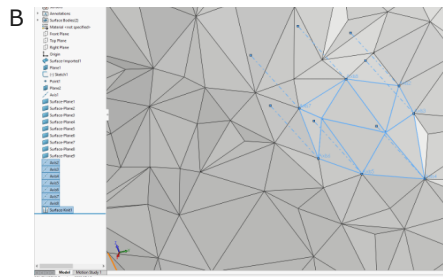 B
Annotations
Surface Bodies(2)
Material <not specified>
Front Plane
Top Plane
Right Plane
Origin
Surface-Imported1
Plane1
(-) Sketch1
Point1
Plane2
Axis1
Surface-Plane1
Surface-Plane2
Surface-Plane3
Surface-Plane4
Surface-Plane5
Surface-Plane6
Surface-Plane7
Surface-Plane8
Surface-Plane9
Axis2
Axis3
Axis4
Axis5
Axis6
Axis7
Axis8
Surface-Knit1
Model
Motion Study 1